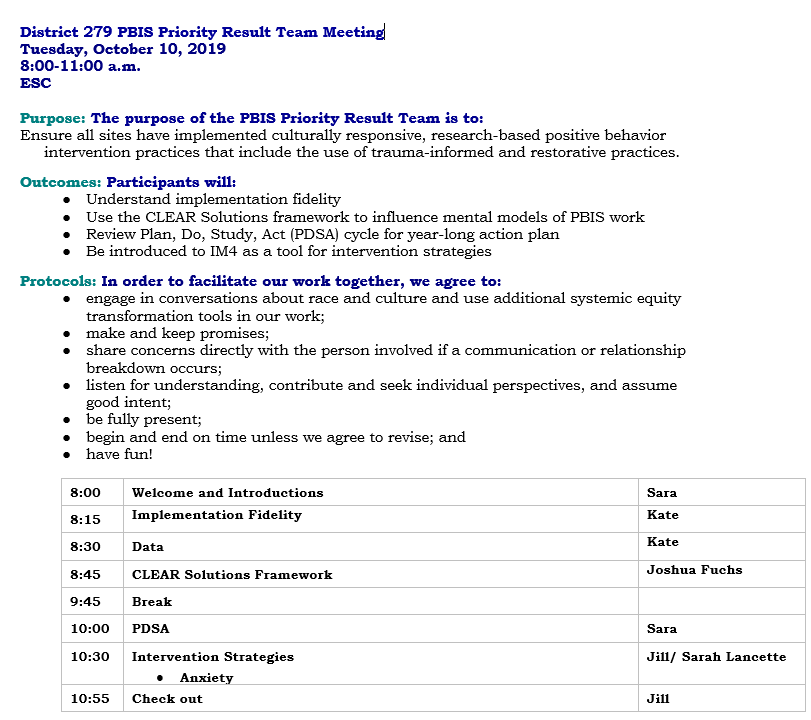 District 279 PBIS Priority Result Team Meeting
Tuesday, October 10, 2019
8:00-11:00 a.m.
ESC
Purpose: The purpose of the PBIS Priority Result Team is to:
Ensure all sites have implemented culturally responsive, research-based positive behavior
intervention practices that include the use of trauma-informed and restorative practices.
Outcomes: Participants will:
• Understand implementation fidelity
• Use the CLEAR Solutions framework to influence mental models of PBIS work
• Review Plan, Do, Study, Act (PDSA) cycle for year-long action plan
• Be introduced to IM4 as a tool for intervention strategies
Protocols: In order to facilitate our work together, we agree to:
• engage in conversations about race and culture and use additional systemic equity
transformation tools in our work;
• make and keep promises;
• share concerns directly with the person involved if a communication or relationship
breakdown occurs;
• listen for understanding, contribute and seek individual perspectives, and assume
good intent;
• be fully present;
• begin and end on time unless we agree to revise; and
• have fun!
8:00 Welcome and Introductions Sara
8:15 Implementation Fidelity Kate
8:30 Data Kate
8:45 CLEAR Solutions Framework Joshua Fuchs
9:45 Break
10:00 PDSA Sara
10:30 Intervention Strategies Jill/ Sarah Lancette
• Anxiety
10:55 Check out Jill